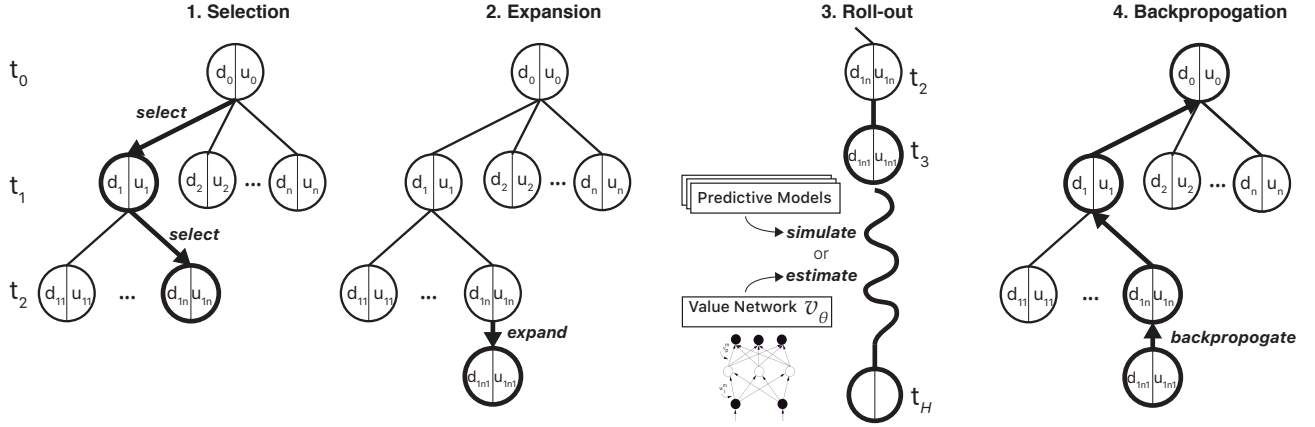 1. Selection
t0
d0 u0
select
t1
d1 u1
d2 u2
...
dn un
select
t2
d11 u11
...
d1n u1n
2. Expansion
d0 u0
d1 u1
d2 u2
...
dn un
d11 u11
...
d1n u1n
expand
d1n1 u1n1
3. Roll-out
d1n u1n
t2
d1n1 u1n1
t3
Predictive Models
simulate
or
estimate
Value Network vθ
tH
4. Backpropogation
d0 u0
d1 u1
d2 u2
...
dn un
d11 u11
...
d1n u1n
backpropogate
d1n1 u1n1